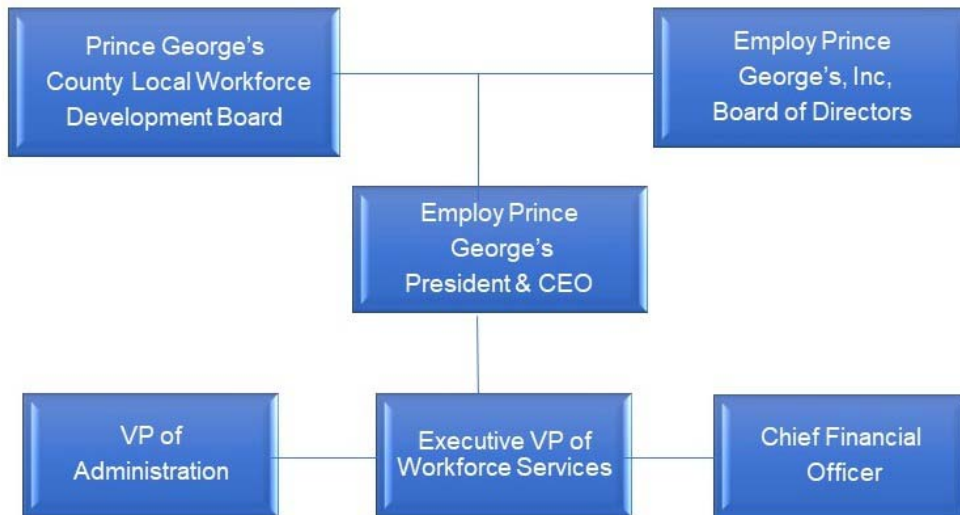 Prince George’s
County Local Workforce
Development Board
Employ Prince
George’s, Inc,
Board of Directors
Employ Prince
George’s
President & CEO
VP of
Administration
Executive VP of
Workforce Services
Chief Financial
Officer